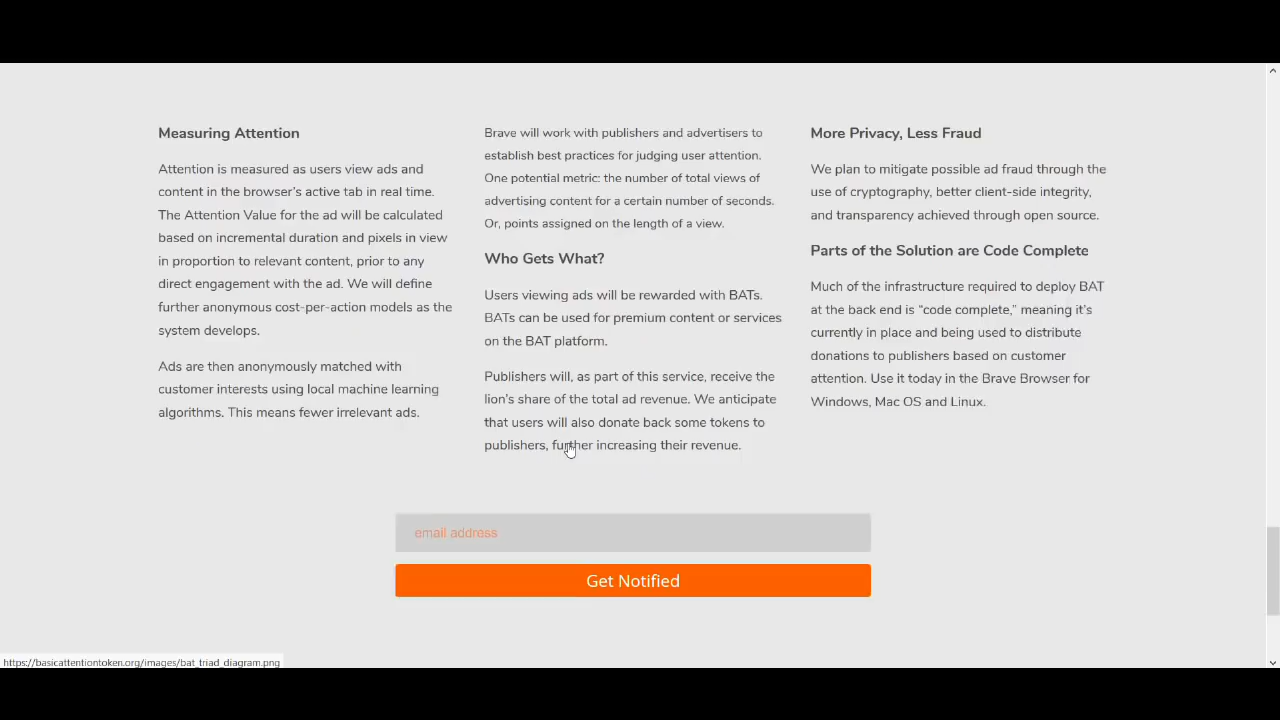 Measuring Attention
Attention is measured as users view ads and
content in the browser’s active tab in real time.
The Attention Value for the ad will be calculated
based on incremental duration and pixels in view
in proportion to relevant content, prior to any
direct engagement with the ad. We will define
further anonymous cost-per-action models as the
system develops.
Ads are then anonymously matched with
customer interests using local machine learning
algorithms. This means fewer irrelevant ads.
Brave will work with publishers and advertisers to
establish best practices for judging user attention.
One potential metric: the number of total views of
advertising content for a certain number of seconds.
Or, points assigned on the length of a view.
Who Gets What?
Users viewing ads will be rewarded with BATs.
BATs can be used for premium content or services
on the BAT platform.
Publishers will, as part of this service, receive the
lion’s share of the total ad revenue. We anticipate
that users will also donate back some tokens to
publishers, further increasing their revenue.
More Privacy, Less Fraud
We plan to mitigate possible ad fraud through the
use of cryptography, better client-side integrity,
and transparency achieved through open source.
Parts of the Solution are Code Complete
Much of the infrastructure required to deploy BAT
at the back end is “code complete,” meaning it’s
currently in place and being used to distribute
donations to publishers based on customer
attention. Use it today in the Brave Browser for
Windows, Mac OS and Linux.
email address
Get Notified
https://basicattentiontoken.org/images/bat_triad_diagram.png